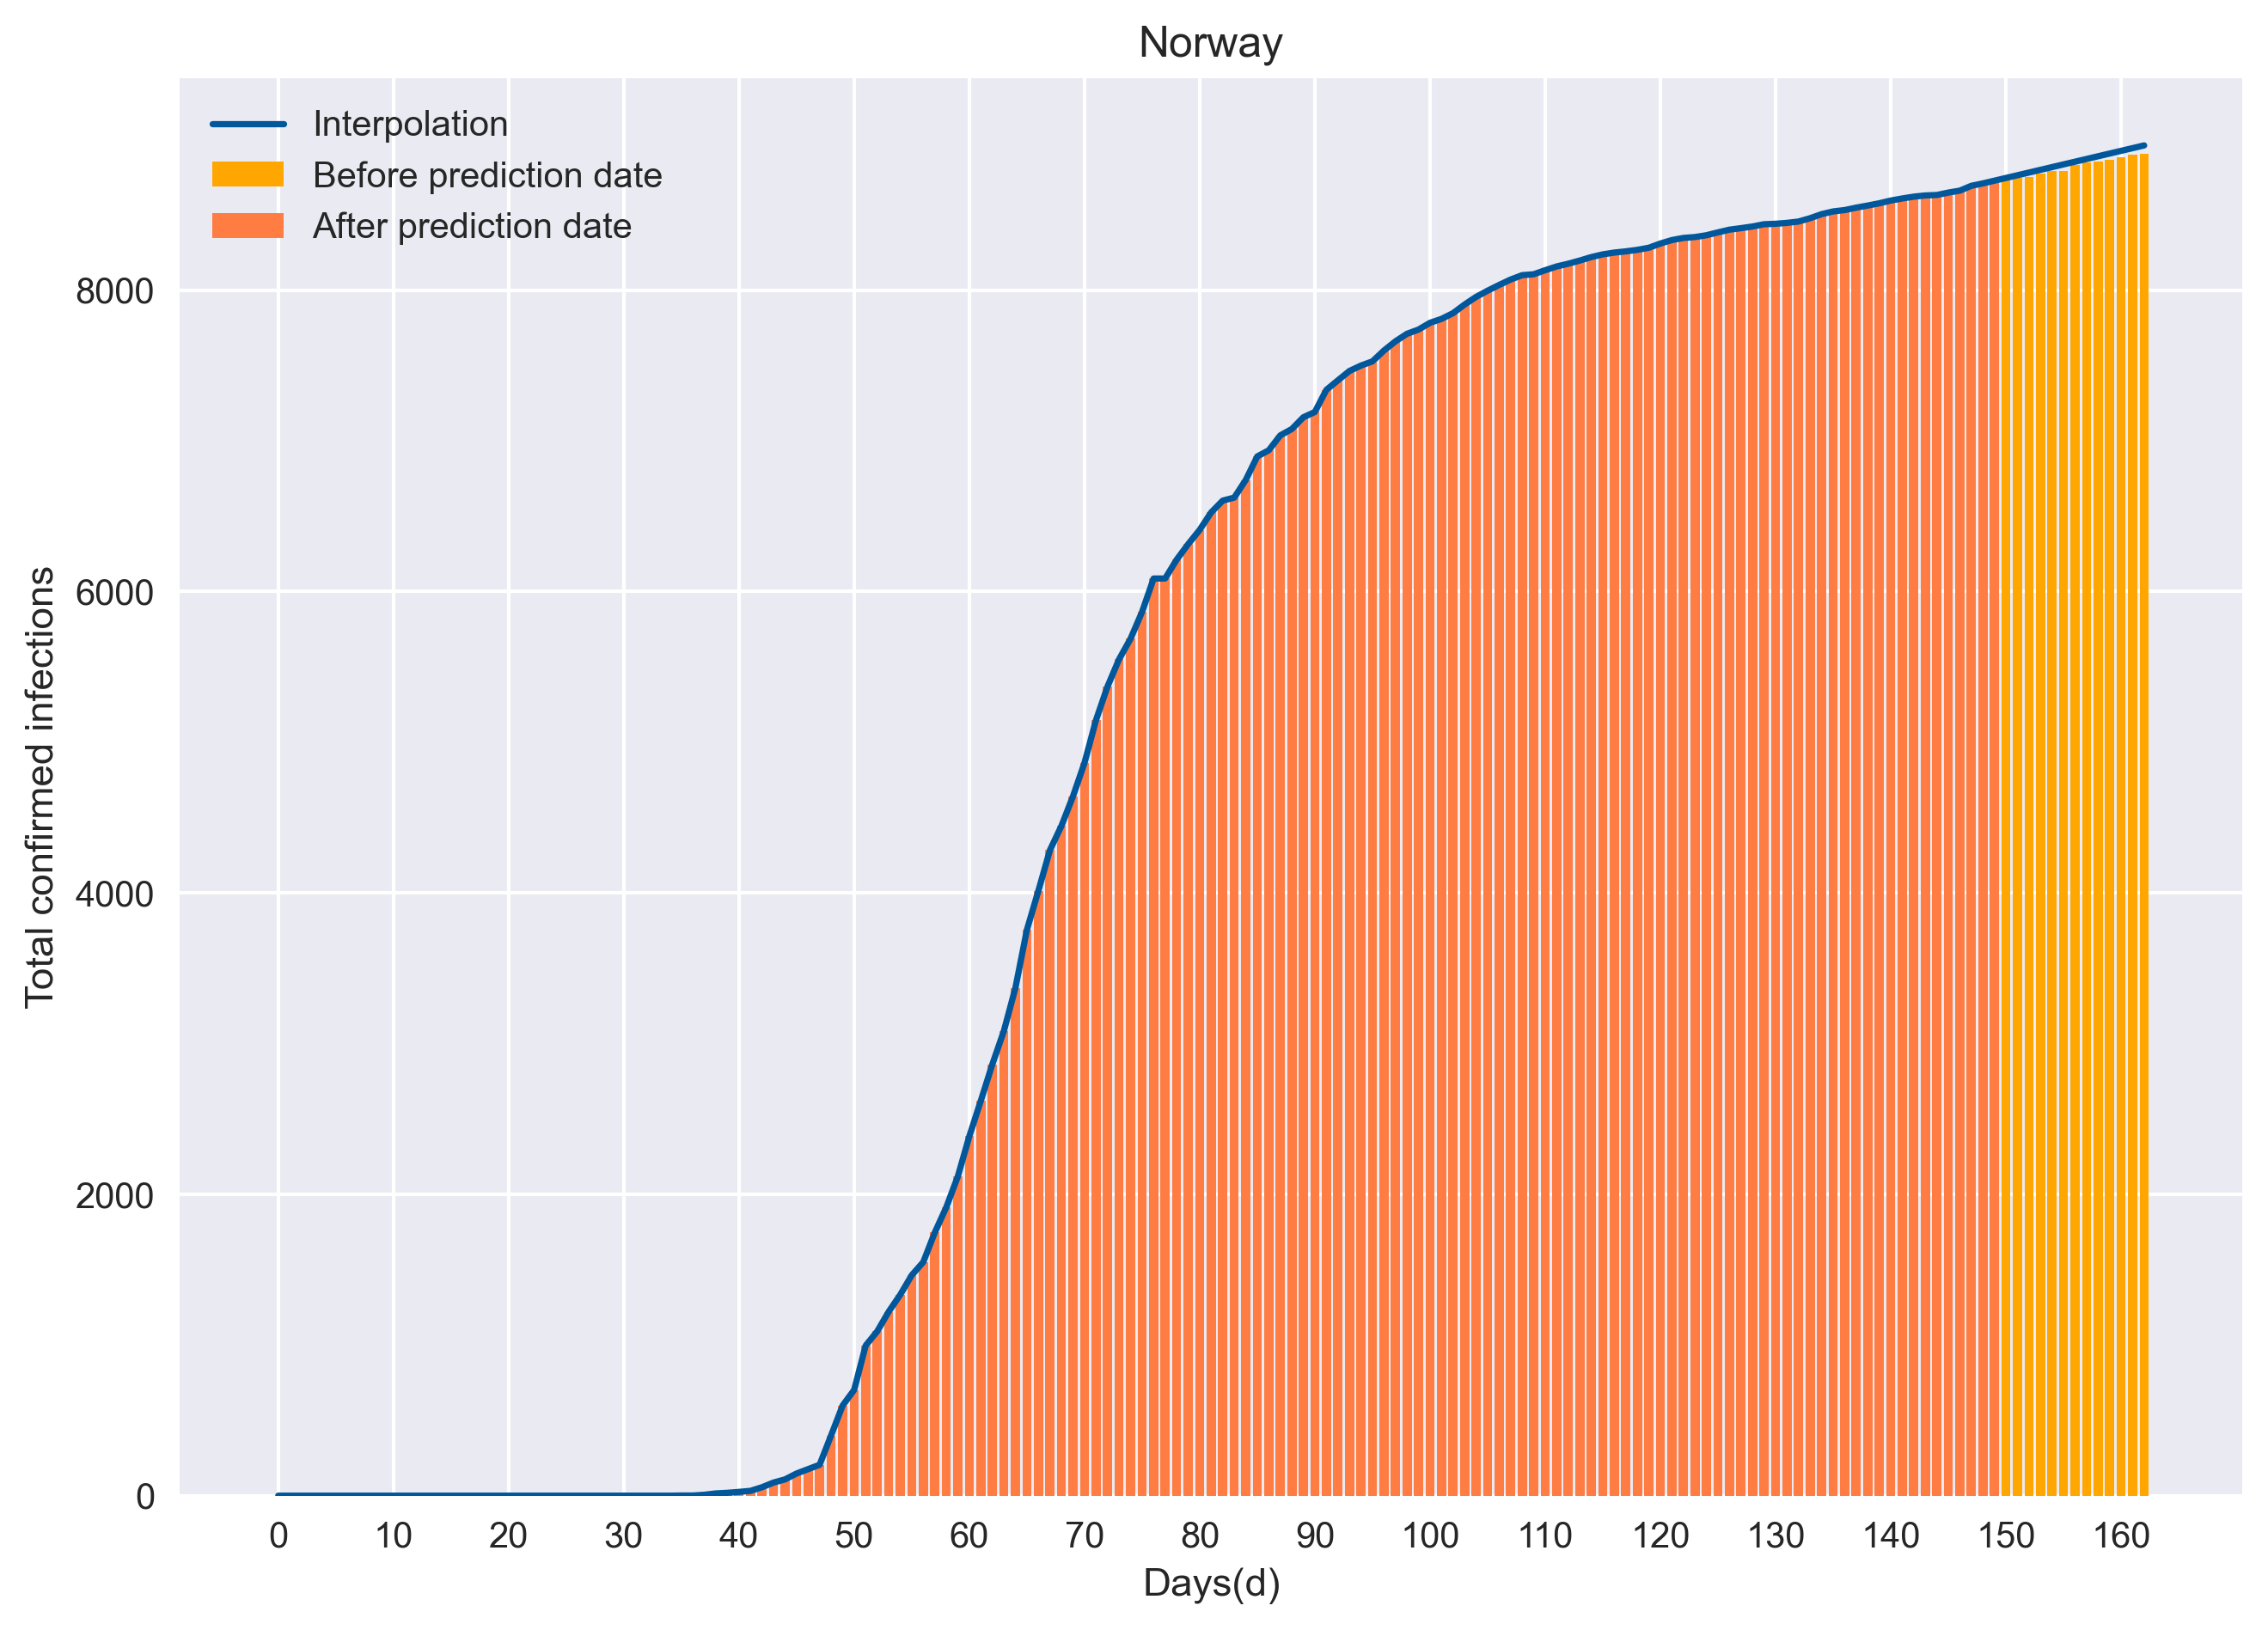 Norway
Interpolation
Before prediction date
After prediction date
Total confirmed infections
8000
6000
4000
2000
0
0 10 20 30 40 50 60 70 80 90 100 110 120 130 140 150 160
Days(d)